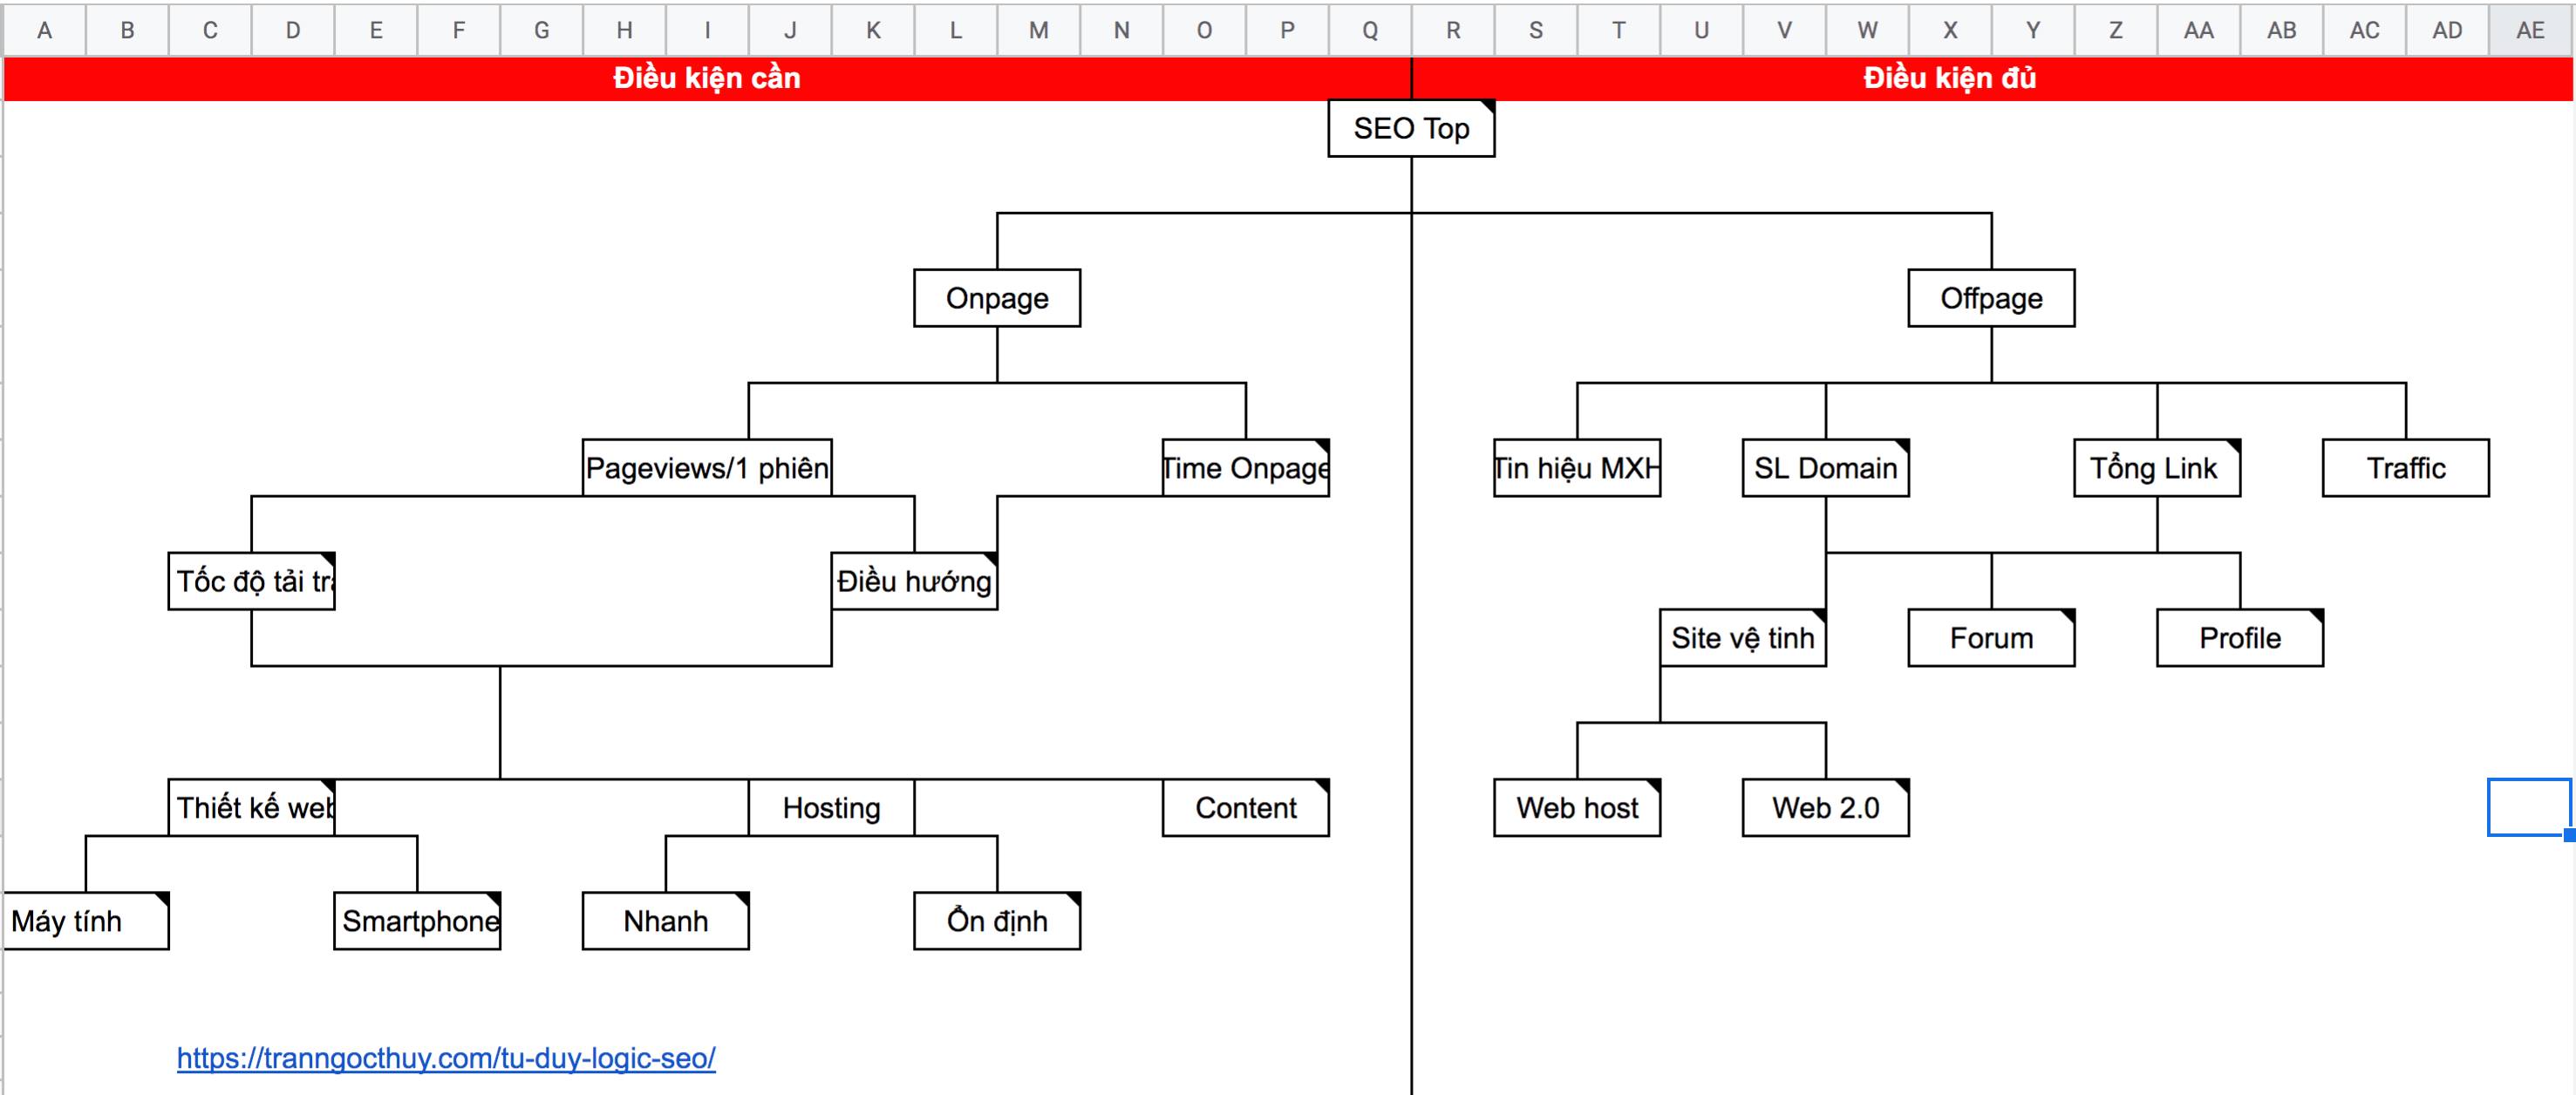 A B C D E F G H I J K L M N O P Q R S T U V W X Y Z AA AB AC AD AE
Điều kiện cần Điều kiện đủ
SEO Top
Onpage Offpage
Pageviews/1 phiên Time Onpage Tin hiệu MXH SL Domain Tổng Link Traffic
Tốc độ tải tra Điều hướng
Site vệ tinh Forum Profile
Thiết kế web Hosting Content Web host Web 2.0
Máy tính Smartphone Nhanh Ổn định
https://tranngocthuy.com/tu-duy-logic-seo/